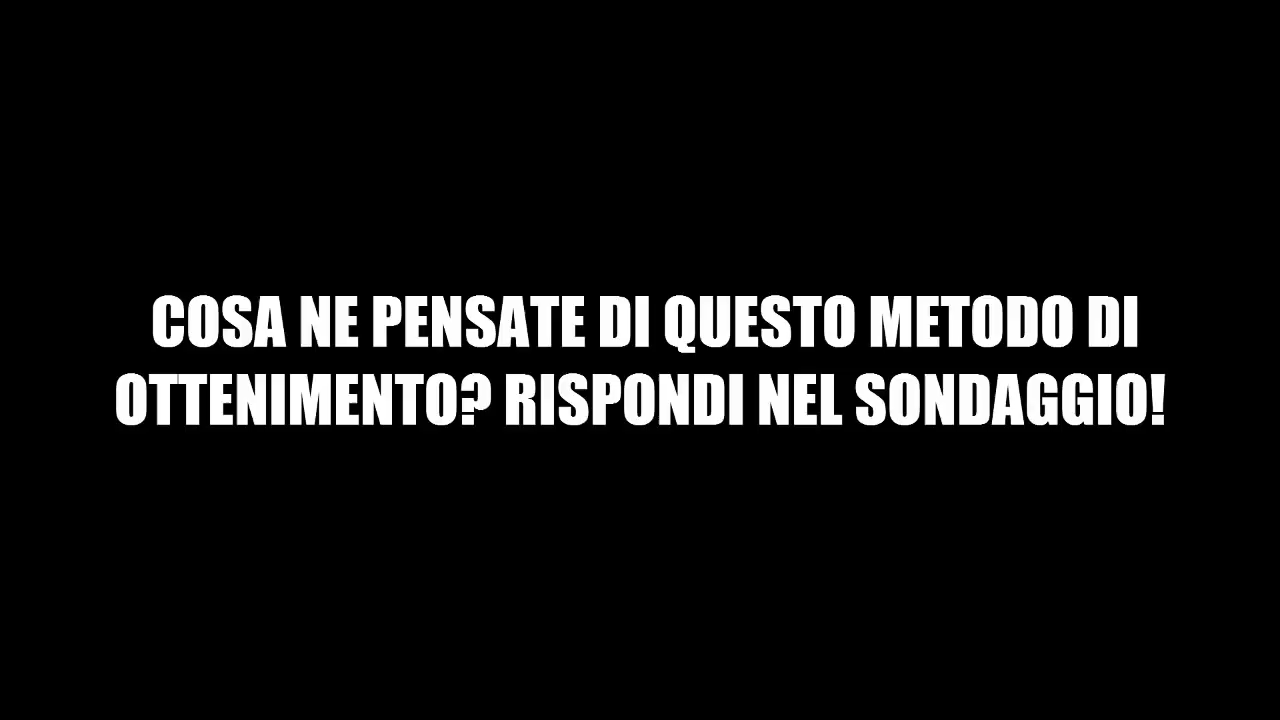 COSA NE PENSATE DI QUESTO METODO DI
OTTENIMENTO? RISPONDI NEL SONDAGGIO!